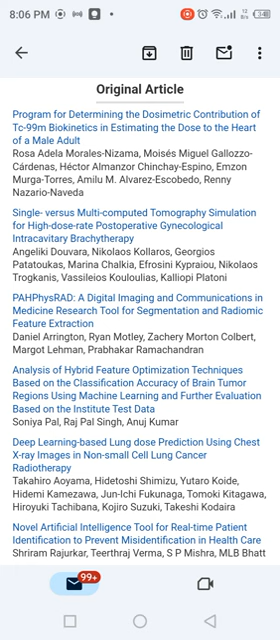 8:06 PM
48
Original Article
Program for Determining the Dosimetric Contribution of
Tc-99m Biokinetics in Estimating the Dose to the Heart
of a Male Adult
Rosa Adela Morales-Nizama, Moisés Miguel Gallozzo-
Cárdenas, Héctor Almanzor Chinchay-Espino, Emzon
Murga-Torres, Amilu M. Alvarez-Escobedo, Renny
Nazario-Naveda
Single- versus Multi-computed Tomography Simulation
for High-dose-rate Postoperative Gynecological
Intracavitary Brachytherapy
Angeliki Douvara, Nikolaos Kollaros, Georgios
Patatoukas, Marina Chalkia, Efrosini Kypraiou, Nikolaos
Trogkanis, Vassileios Kouloulias, Kalliopi Platoni
PAHPhysRAD: A Digital Imaging and Communications in
Medicine Research Tool for Segmentation and Radiomic
Feature Extraction
Daniel Arrington, Ryan Motley, Zachery Morton Colbert,
Margot Lehman, Prabhakar Ramachandran
Analysis of Hybrid Feature Optimization Techniques
Based on the Classification Accuracy of Brain Tumor
Regions Using Machine Learning and Further Evaluation
Based on the Institute Test Data
Soniya Pal, Raj Pal Singh, Anuj Kumar
Deep Learning-based Lung dose Prediction Using Chest
X-ray Images in Non-small Cell Lung Cancer
Radiotherapy
Takahiro Aoyama, Hidetoshi Shimizu, Yutaro Koide,
Hidemi Kamezawa, Jun-Ichi Fukunaga, Tomoki Kitagawa,
Hiroyuki Tachibana, Kojiro Suzuki, Takeshi Kodaira
Novel Artificial Intelligence Tool for Real-time Patient
Identification to Prevent Misidentification in Health Care
Shriram Rajurkar, Teerthraj Verma, S P Mishra, MLB Bhatt
99+